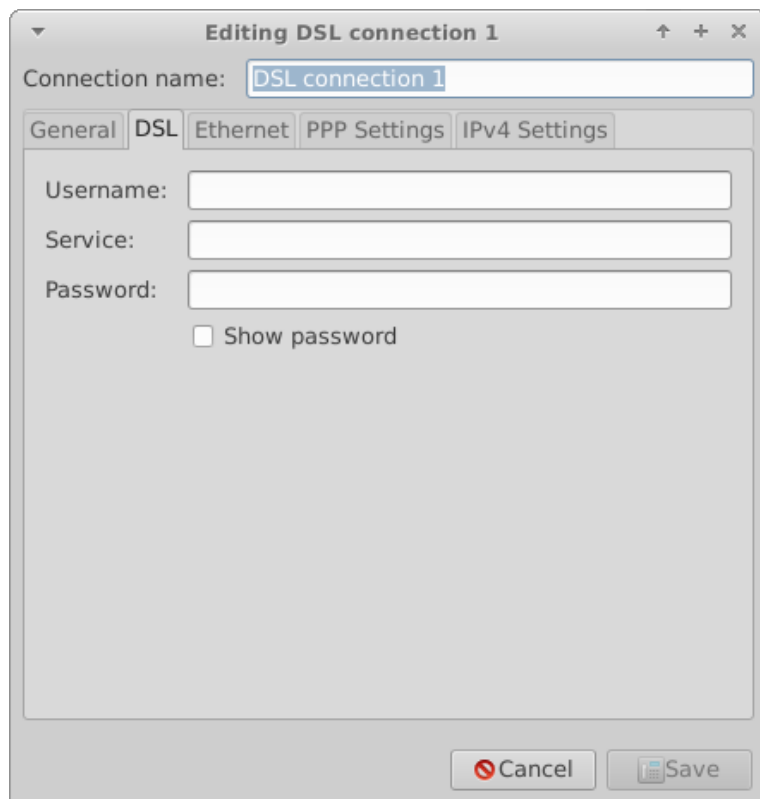 Editing DSL connection 1
Connection name: DSL connection 1
General DSL Ethernet PPP Settings IPv4 Settings
Username:
Service:
Password:
Show password
Cancel Save